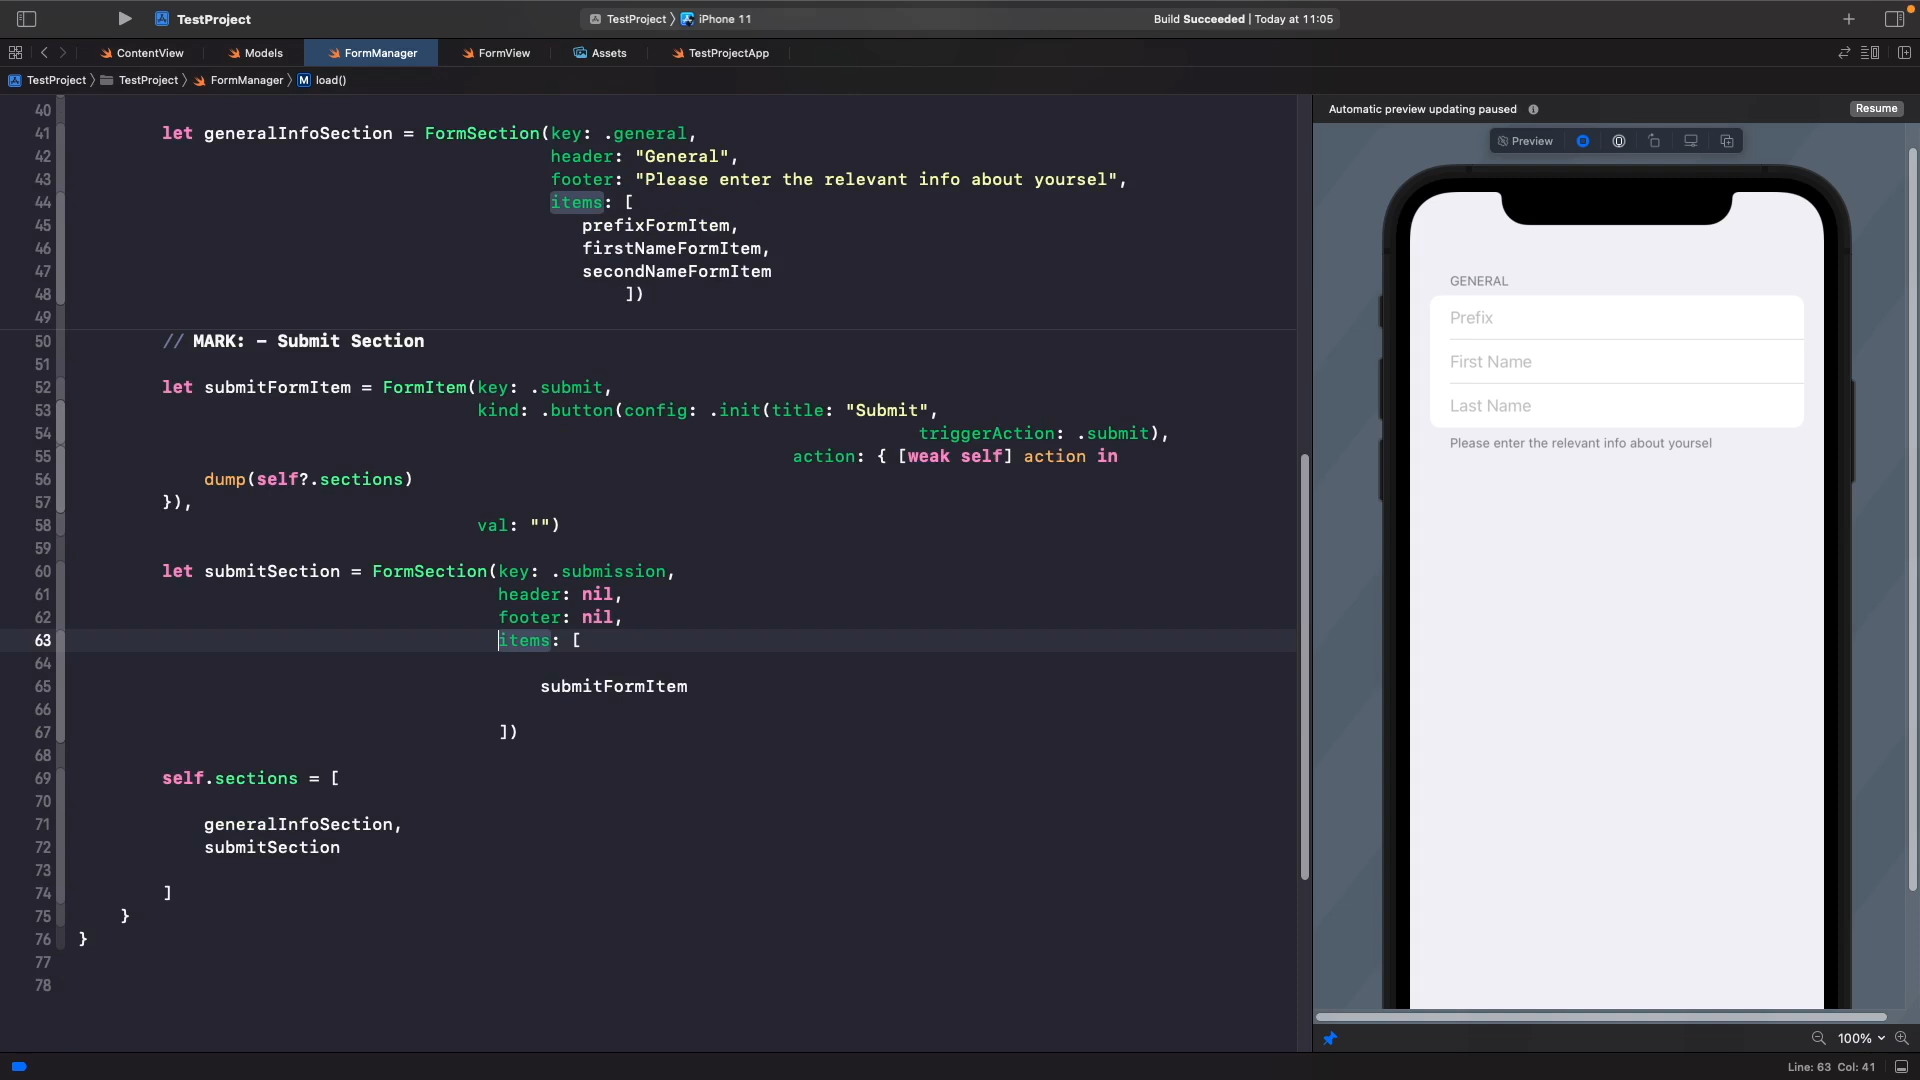 TestProject
TestProject 〉 iPhone 11
Build Succeeded | Today at 11:05
ContentView
Models
FormManager
FormView
Assets
TestProjectApp
TestProject 〉 TestProject 〉 FormManager 〉 M load()
40
41 let generalInfoSection = FormSection(key: .general,
42 header: "General",
43 footer: "Please enter the relevant info about yoursel",
44 items: [
45 prefixFormItem,
46 firstNameFormItem,
47 secondNameFormItem
48 ])
49
50 // MARK: - Submit Section
51
52 let submitFormItem = FormItem(key: .submit,
53 kind: .button(config: .init(title: "Submit",
54 triggerAction: .submit),
55 action: { [weak self] action in
56 dump(self?.sections)
57 }),
58 val: "")
59
60 let submitSection = FormSection(key: .submission,
61 header: nil,
62 footer: nil,
63 items: [
64
65 submitFormItem
66
67 ])
68
69 self.sections = [
70
71 generalInfoSection,
72 submitSection
73
74 ]
75 }
76 }
77
78
Automatic preview updating paused
Resume
Preview
GENERAL
Prefix
First Name
Last Name
Please enter the relevant info about yoursel
100%
Line: 63 Col: 41